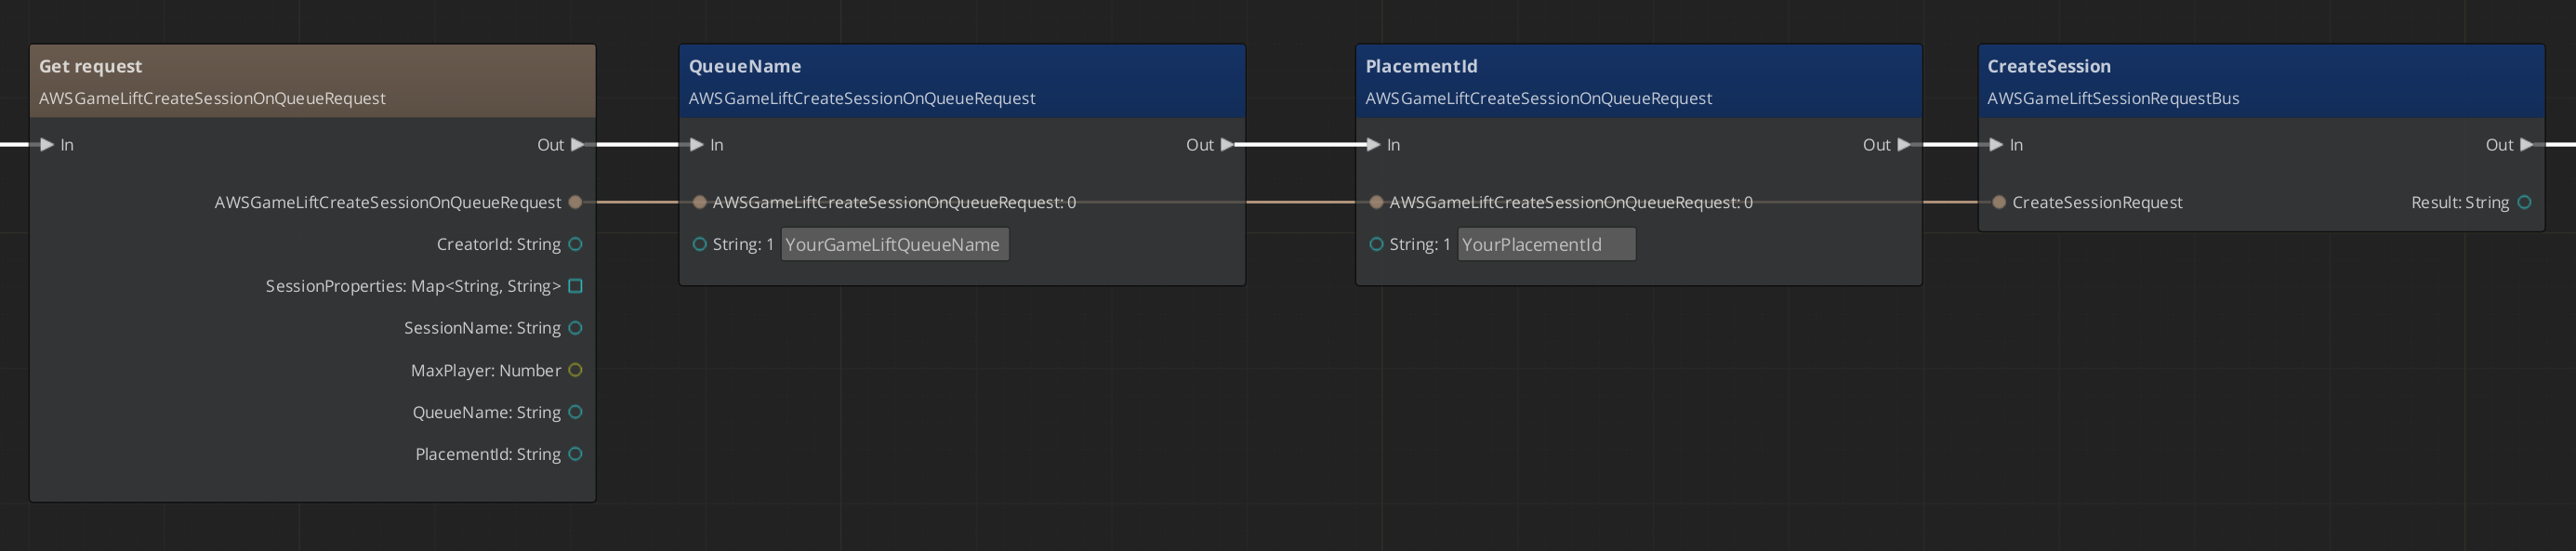 Get request
AWSGameLiftCreateSessionOnQueueRequest
In
Out
AWSGameLiftCreateSessionOnQueueRequest
CreatorId: String
SessionProperties: Map<String, String>
SessionName: String
MaxPlayer: Number
QueueName: String
PlacementId: String
QueueName
AWSGameLiftCreateSessionOnQueueRequest
In
Out
AWSGameLiftCreateSessionOnQueueRequest: 0
String: 1 YourGameLiftQueueName
PlacementId
AWSGameLiftCreateSessionOnQueueRequest
In
Out
AWSGameLiftCreateSessionOnQueueRequest: 0
String: 1 YourPlacementId
CreateSession
AWSGameLiftSessionRequestBus
In
Out
CreateSessionRequest
Result: String